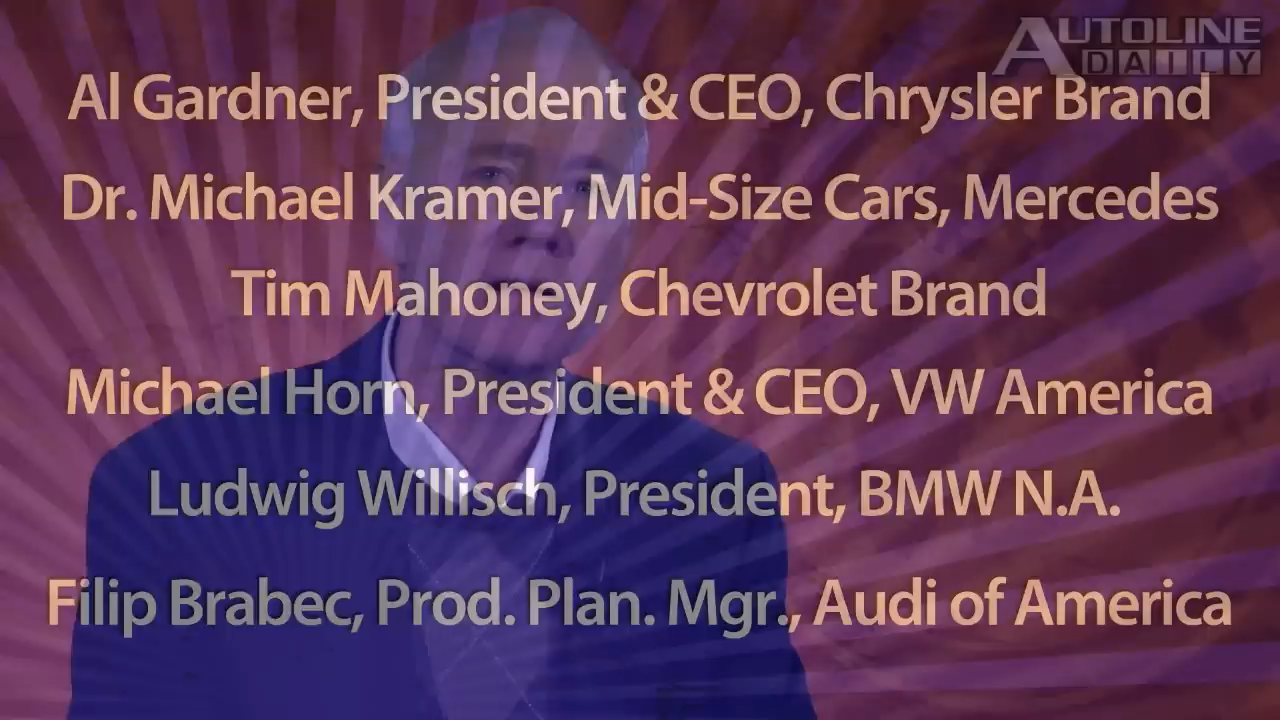 AUTOLINE
DAILY
Al Gardner, President & CEO, Chrysler Brand
Dr. Michael Kramer, Mid-Size Cars, Mercedes
Tim Mahoney, Chevrolet Brand
Michael Horn, President & CEO, VW America
Ludwig Willisch, President, BMW N.A.
Filip Brabec, Prod. Plan. Mgr., Audi of America